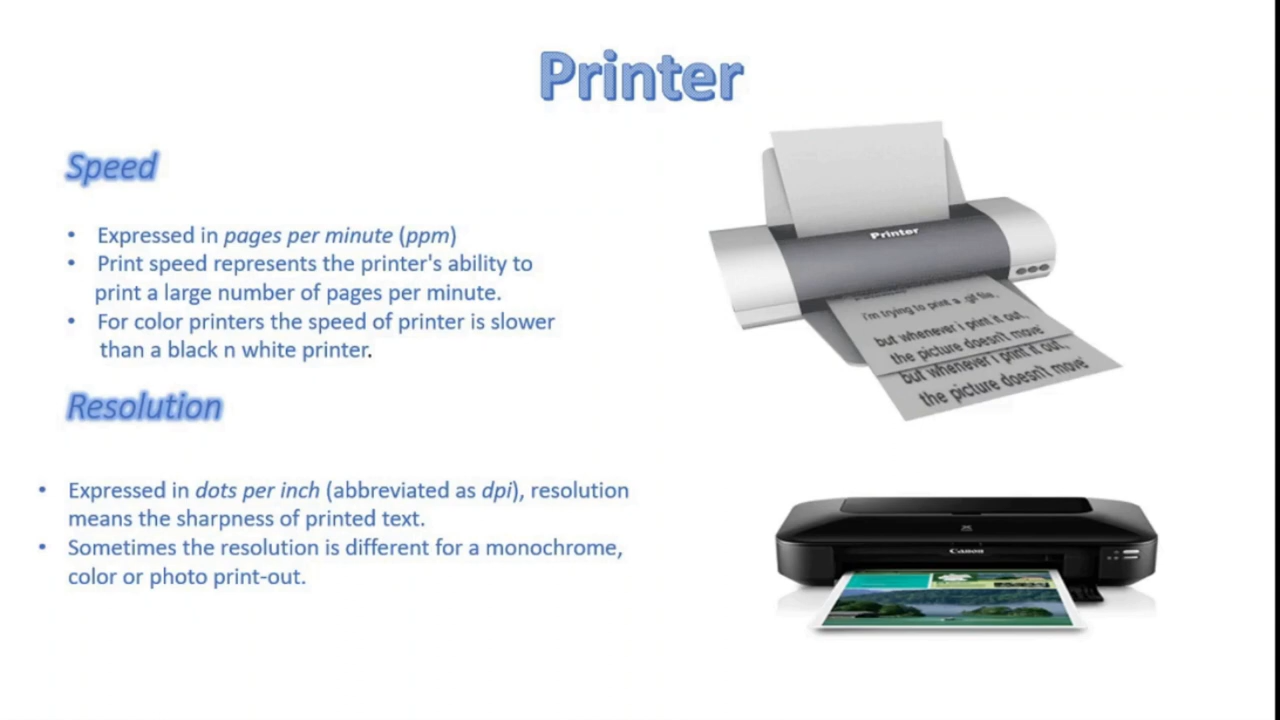 Printer
Speed
• Expressed in pages per minute (ppm)
• Print speed represents the printer's ability to
print a large number of pages per minute.
• For color printers the speed of printer is slower
than a black n white printer.
Resolution
• Expressed in dots per inch (abbreviated as dpi), resolution
means the sharpness of printed text.
• Sometimes the resolution is different for a monochrome,
color or photo print-out.
Printer
i'm trying to print a .gif file,
but whenever i print it out,
the picture doesn't move'
but whenever i print it out,
the picture doesn't move'
Canon